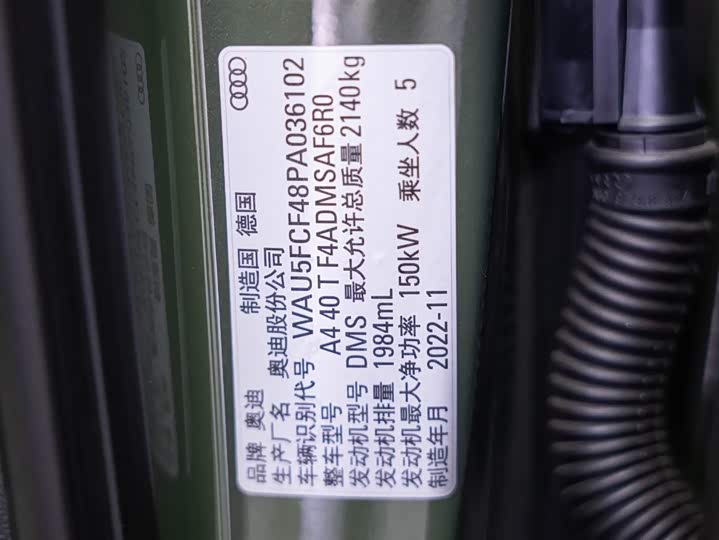 品牌 奥迪 制造国 德国
生产厂名 奥迪股份公司
车辆识别代号 WAU5FCF48PA036102
整车型号 A4 40 T F4ADMSAF6R0
发动机型号 DMS 最大允许总质量 2140kg
发动机排量 1984mL
发动机最大净功率 150kW 乘坐人数 5
制造年月 2022-11